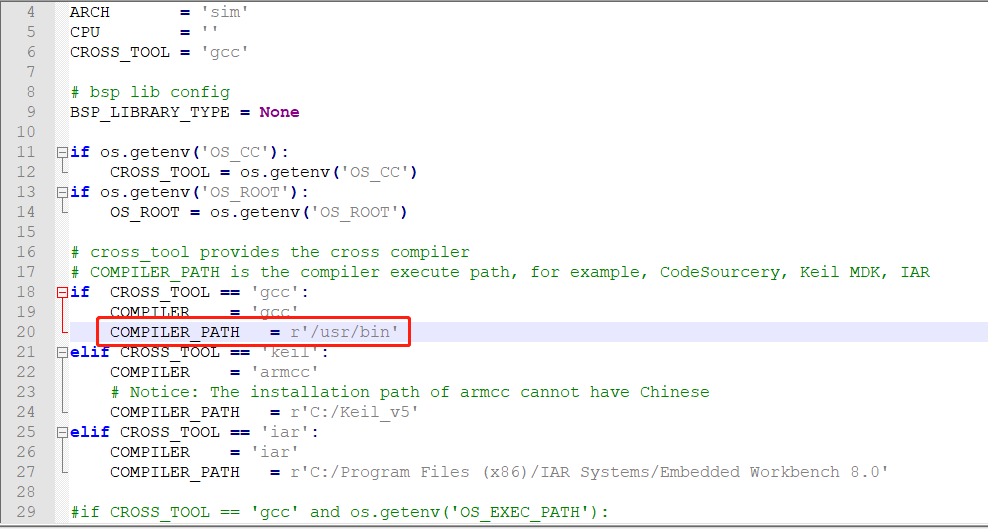 4 ARCH = 'sim'
5 CPU = ''
6 CROSS_TOOL = 'gcc'
7
8 # bsp lib config
9 BSP_LIBRARY_TYPE = None
10
11 if os.getenv('OS_CC'):
12 CROSS_TOOL = os.getenv('OS_CC')
13 if os.getenv('OS_ROOT'):
14 OS_ROOT = os.getenv('OS_ROOT')
15
16 # cross_tool provides the cross compiler
17 # COMPILER_PATH is the compiler execute path, for example, CodeSourcery, Keil MDK, IAR
18 if CROSS_TOOL == 'gcc':
19 COMPILER = 'gcc'
20 COMPILER_PATH = r'/usr/bin'
21 elif CROSS_TOOL == 'keil':
22 COMPILER = 'armcc'
23 # Notice: The installation path of armcc cannot have Chinese
24 COMPILER_PATH = r'C:/Keil_v5'
25 elif CROSS_TOOL == 'iar':
26 COMPILER = 'iar'
27 COMPILER_PATH = r'C:/Program Files (x86)/IAR Systems/Embedded Workbench 8.0'
28
29 #if CROSS_TOOL == 'gcc' and os.getenv('OS_EXEC_PATH'):